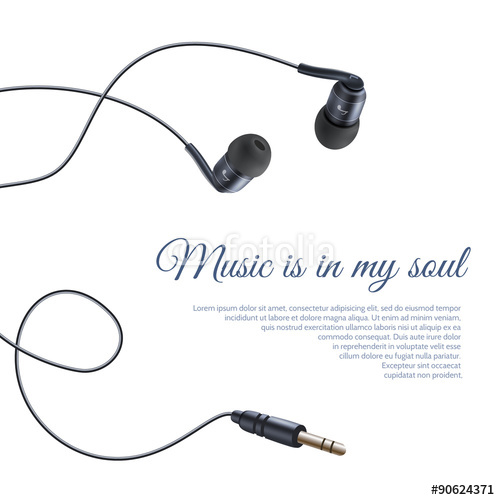 fotolia
Music is in my soul
Lorem ipsum dolor sit amet, consectetur adipisicing elit, sed do eiusmod tempor
incididunt ut labore et dolore magna aliqua. Ut enim ad minim veniam,
quis nostrud exercitation ullamco laboris nisi ut aliquip
ex ea commodo consequat. Duis aute irure
dolor in reprehenderit in voluptate
velit esse cillum dolore eu
fugiat nulla pariatur.
Excepteur sint occaecat
cupidatat non proident.
#90624371